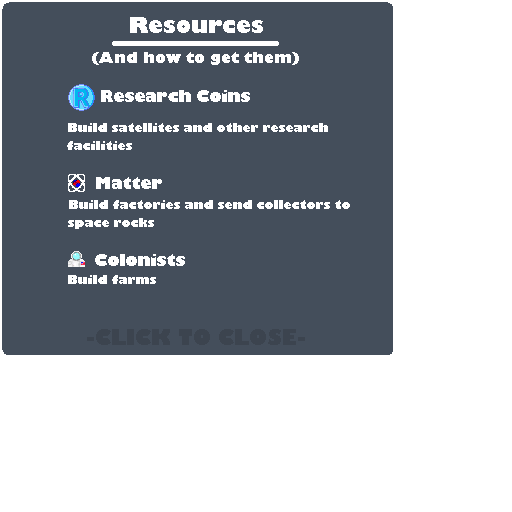 Resources
(And how to get them)
R Research Coins
Build satellites and other research
facilities
Matter
Build factories and send collectors to
space rocks
Colonists
Build farms
-CLICK TO CLOSE-